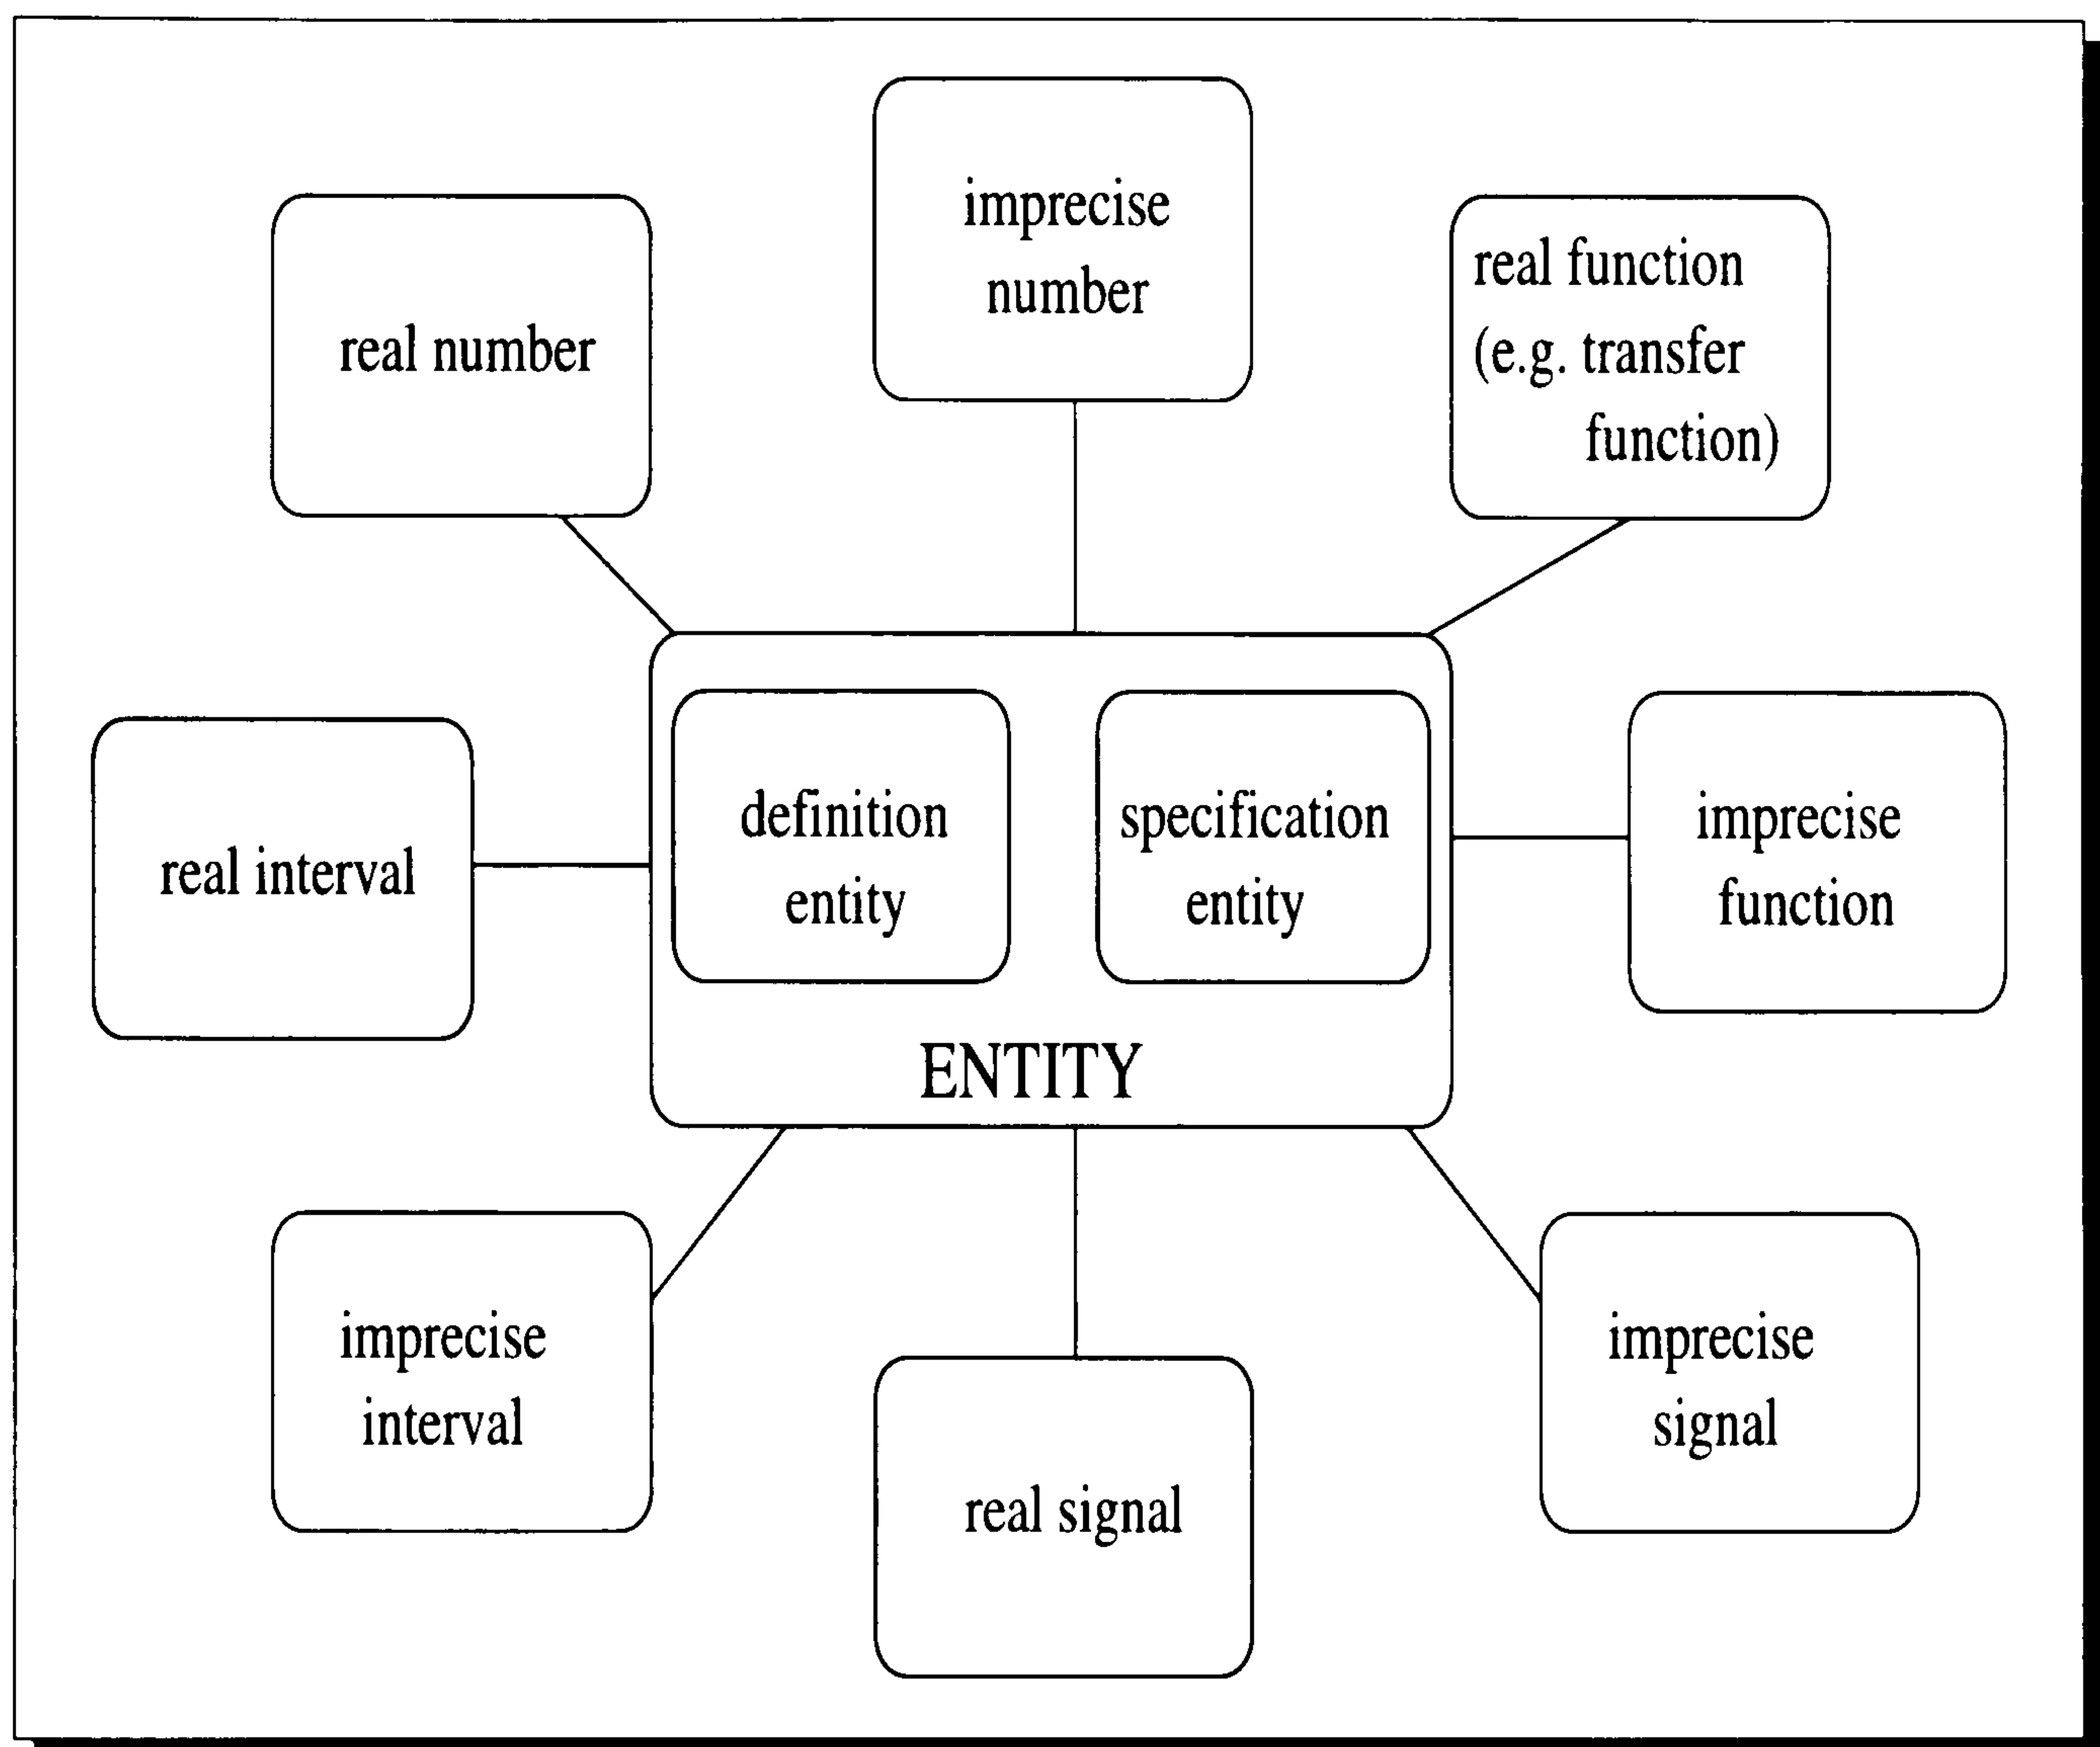 imprecise
number
real number
real function
(e.g. transfer
function)
real interval
definition
entity
specification
entity
ENTITY
imprecise
function
imprecise
interval
real signal
imprecise
signal